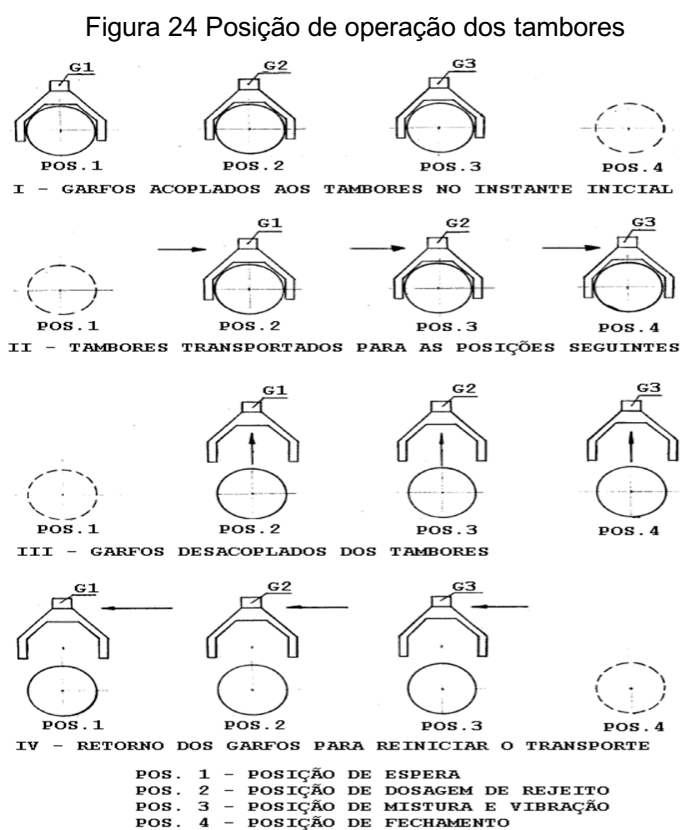 Figura 24 Posição de operação dos tambores
G1 G2 G3
POS.1 POS.2 POS.3 POS.4
I - GARFOS ACOPLADOS AOS TAMBORES NO INSTANTE INICIAL
G1 G2 G3
POS.1 POS.2 POS.3 POS.4
II - TAMBORES TRANSPORTADOS PARA AS POSIÇÕES SEGUINTES
G1 G2 G3
POS.1 POS.2 POS.3 POS.4
III - GARFOS DESACOPLADOS DOS TAMBORES
G1 G2 G3
POS.1 POS.2 POS.3 POS.4
IV - RETORNO DOS GARFOS PARA REINICIAR O TRANSPORTE
POS. 1 - POSIÇÃO DE ESPERA
POS. 2 - POSIÇÃO DE DOSAGEM DE REJEITO
POS. 3 - POSIÇÃO DE MISTURA E VIBRAÇÃO
POS. 4 - POSIÇÃO DE FECHAMENTO